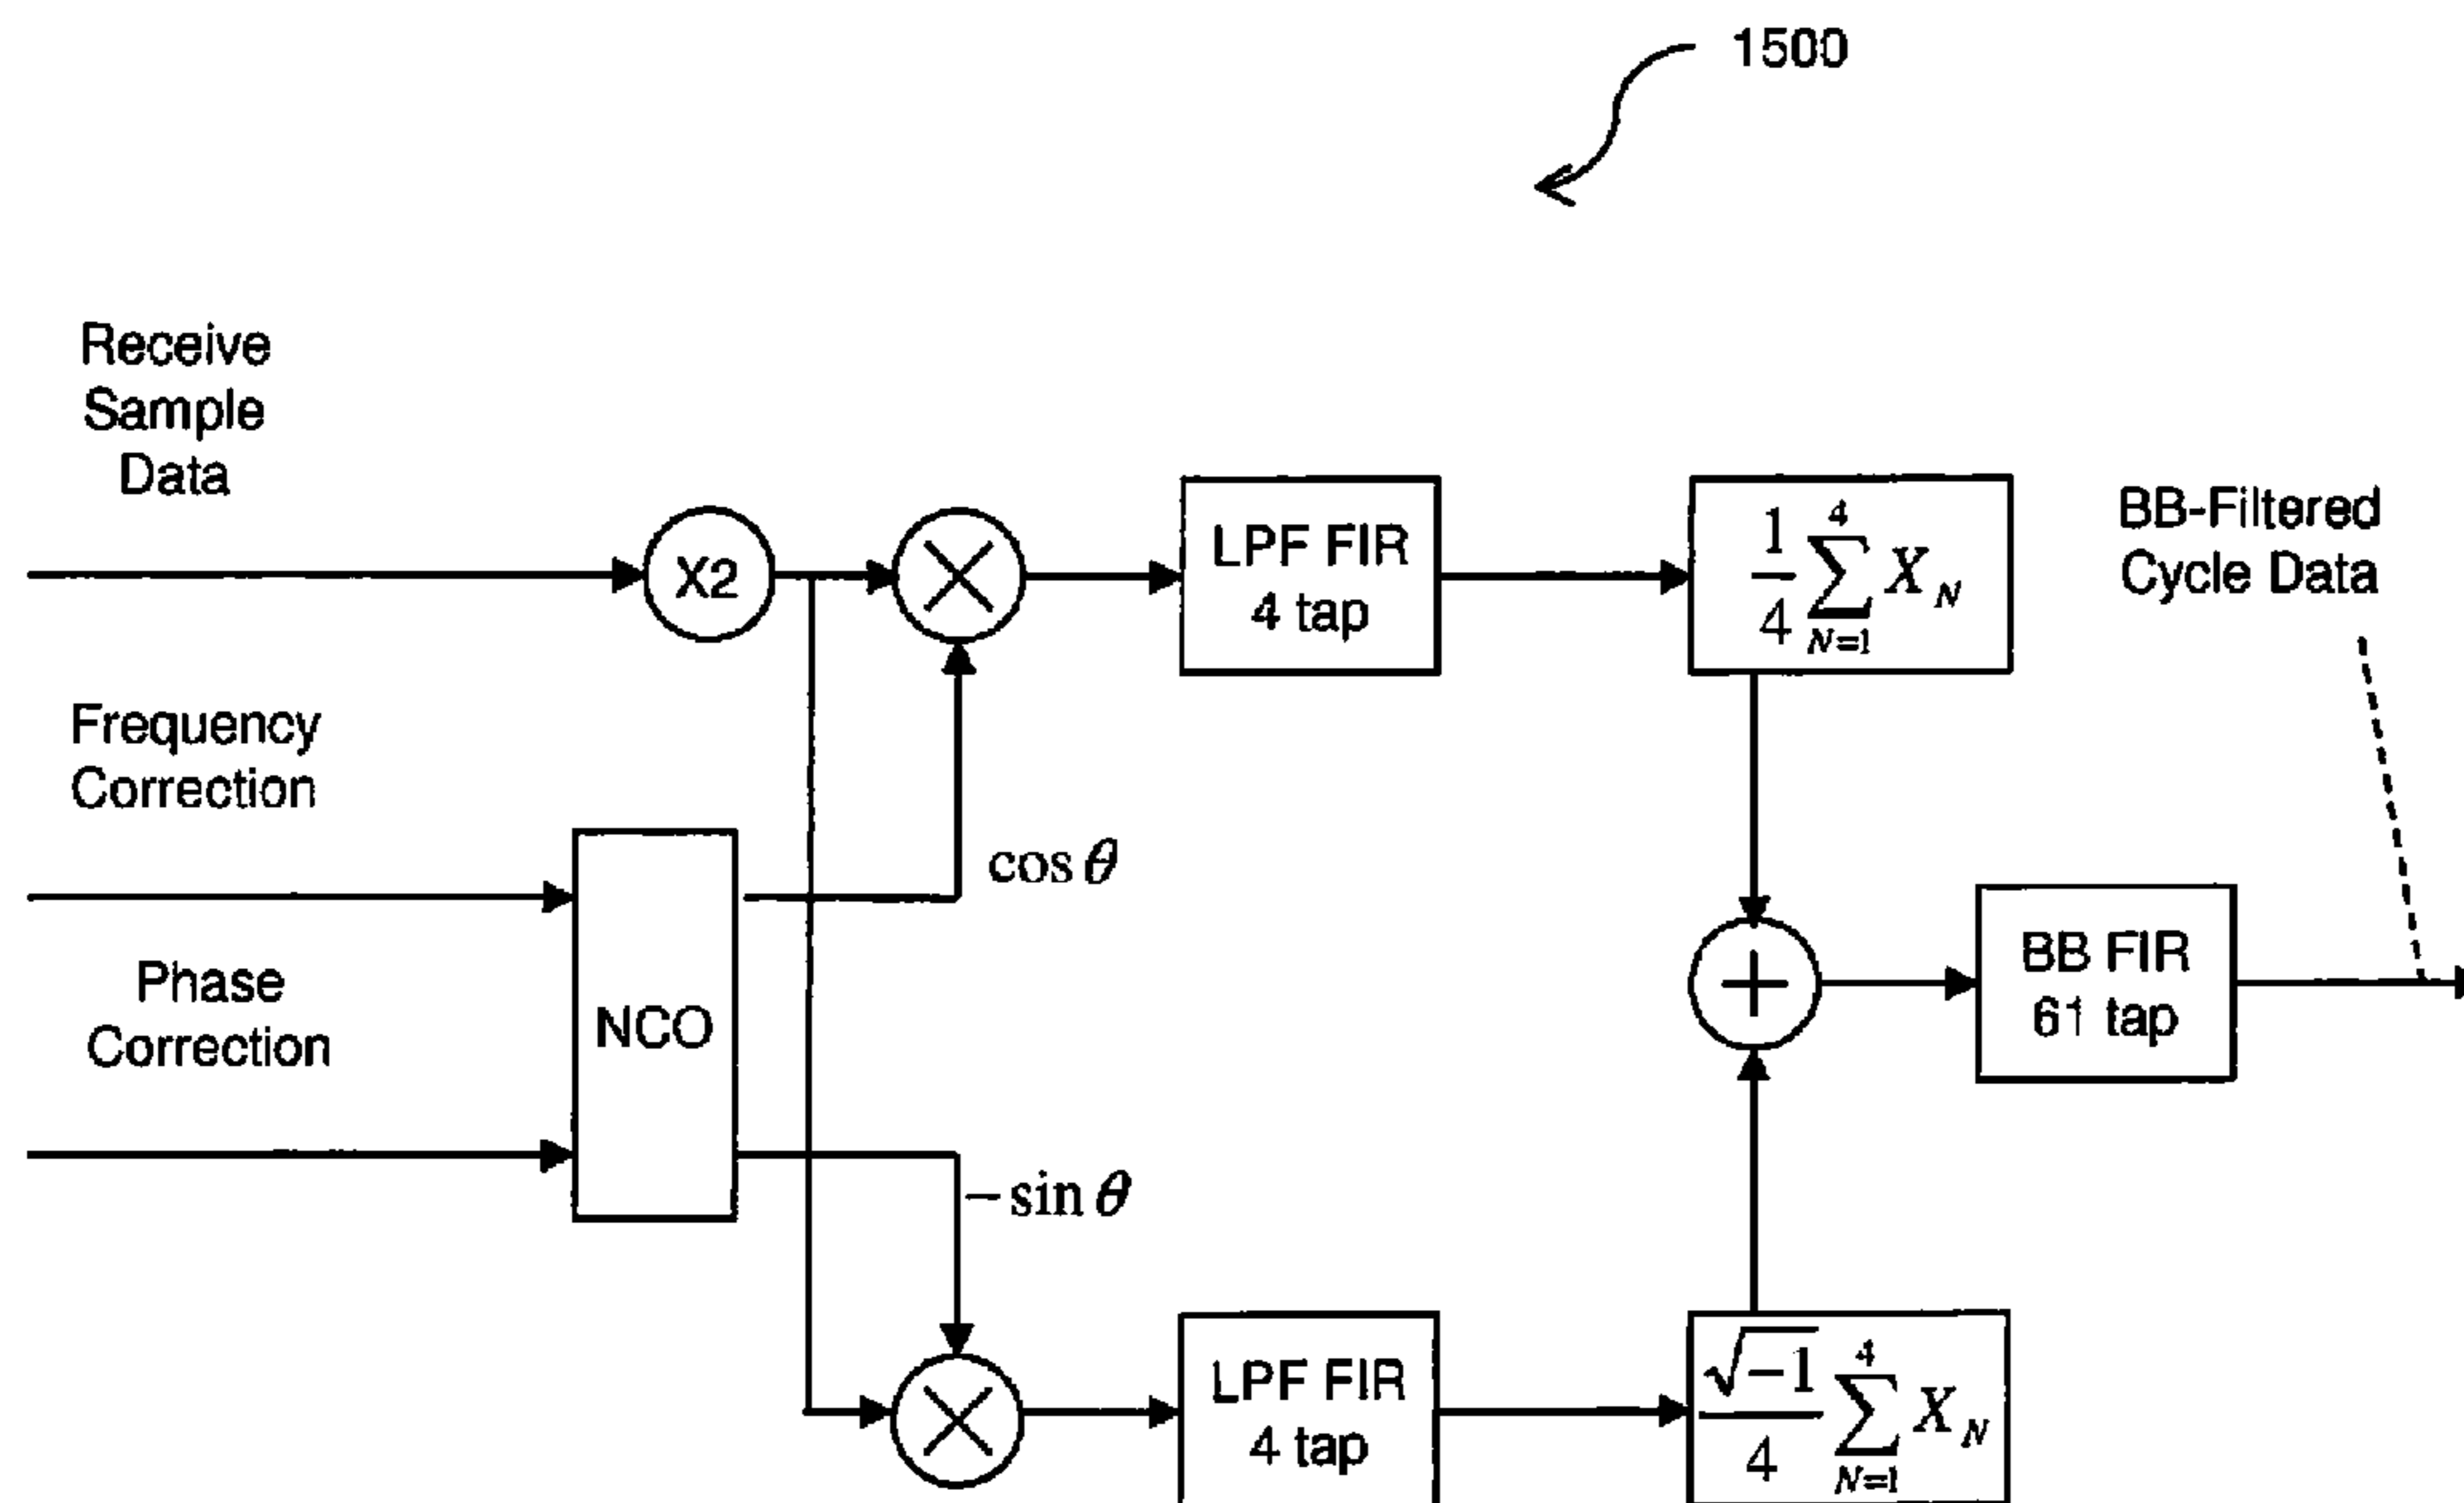 1500
Receive
Sample
Data
X2
LPF FIR
4 tap
1/4 ∑_{N=1}^{4} X_N
BB-Filtered
Cycle Data
Frequency
Correction
cos θ
Phase
Correction
NCO
BB FIR
61 tap
−sin θ
LPF FIR
4 tap
√−1/4 ∑_{N=1}^{4} X_N